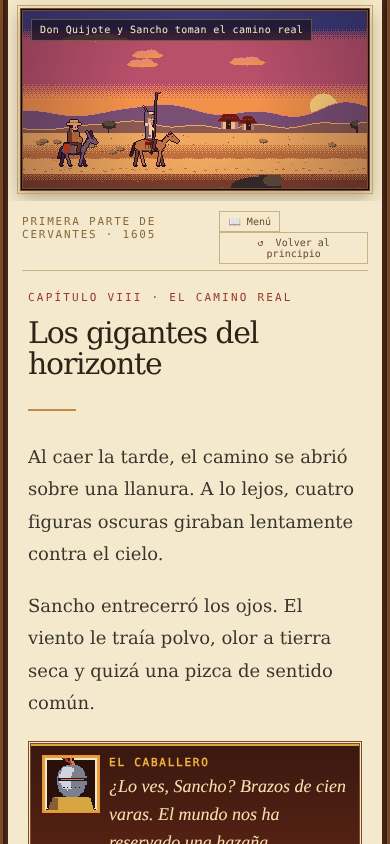 Don Quijote y Sancho toman el camino real
PRIMERA PARTE DE
CERVANTES · 1605
📖 Menú
↺ Volver al
principio
CAPÍTULO VIII · EL CAMINO REAL
Los gigantes del
horizonte
Al caer la tarde, el camino se abrió
sobre una llanura. A lo lejos, cuatro
figuras oscuras giraban lentamente
contra el cielo.
Sancho entrecerró los ojos. El
viento le traía polvo, olor a tierra
seca y quizá una pizca de sentido
común.
EL CABALLERO
¿Lo ves, Sancho? Brazos de cien
varas. El mundo nos ha
reservado una hazaña